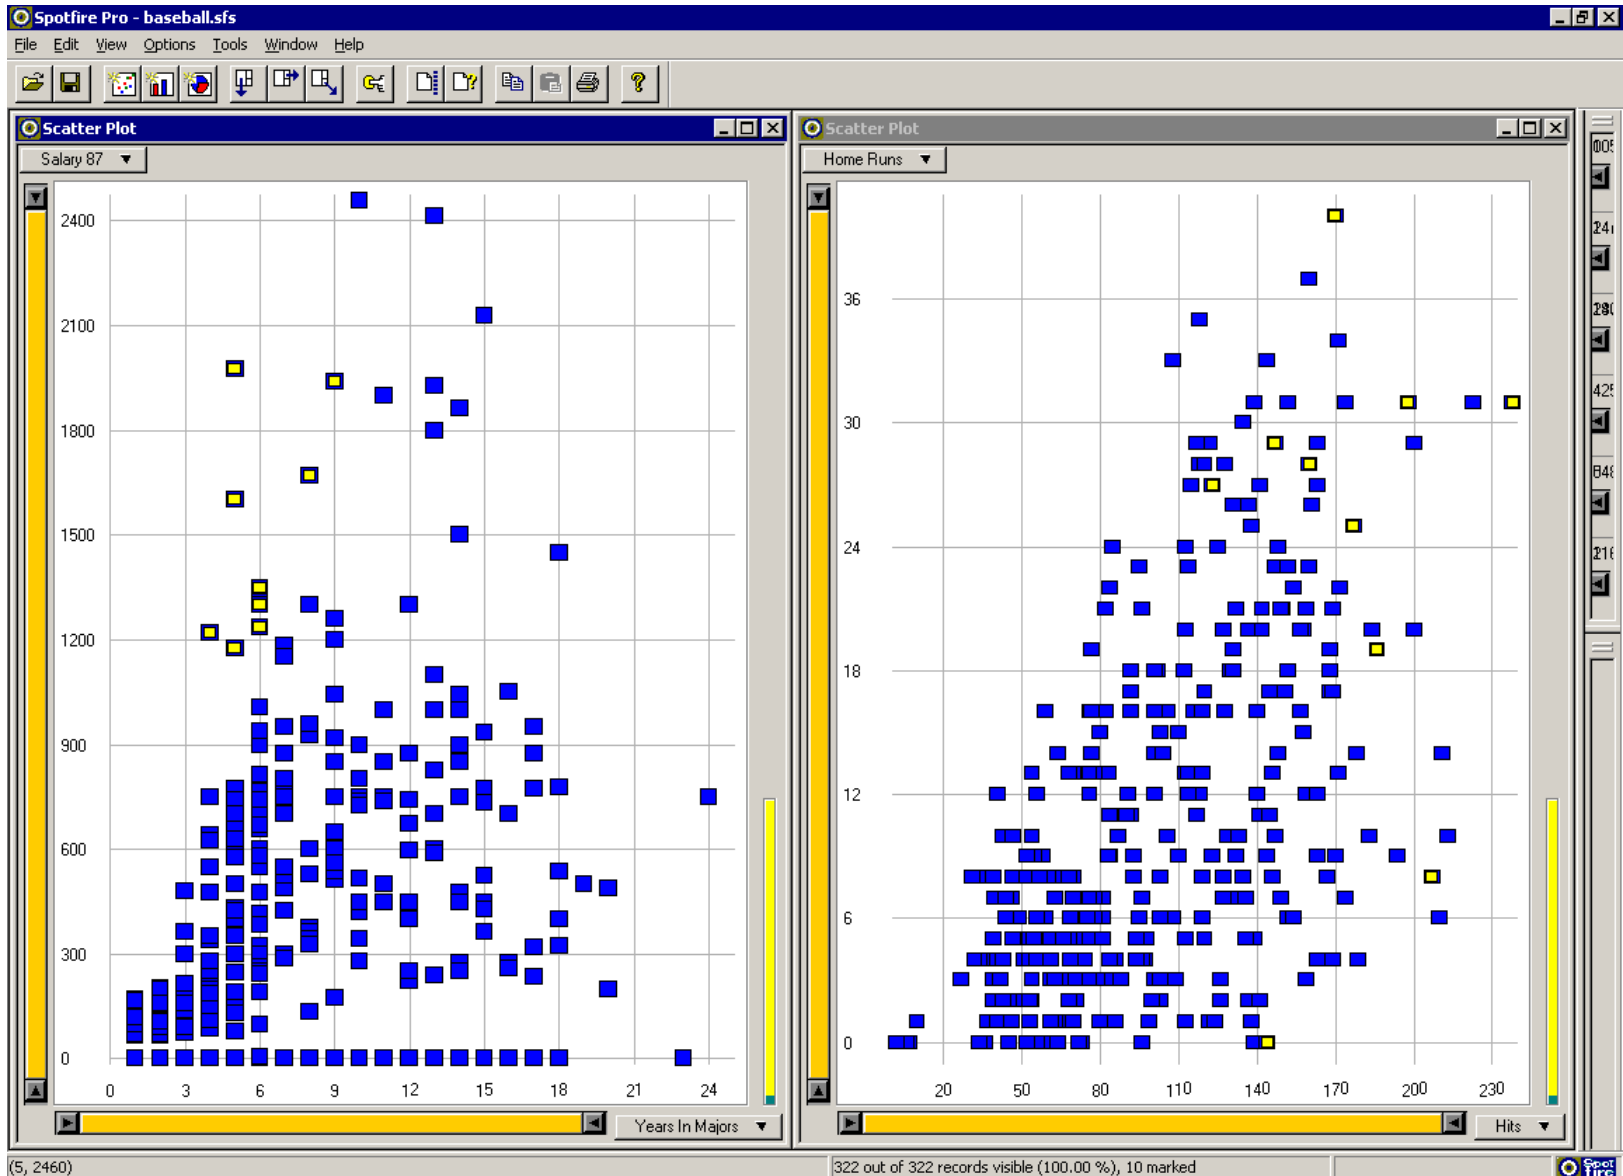 Spotfire Pro - baseball.sfs
File Edit View Options Tools Window Help
Scatter Plot
Salary 87
2400
2100
1800
1500
1200
900
600
300
0
0 3 6 9 12 15 18 21 24
Years In Majors
Scatter Plot
Home Runs
36
30
24
18
12
6
0
20 50 80 110 140 170 200 230
Hits
(5, 2460)
322 out of 322 records visible (100.00 %), 10 marked